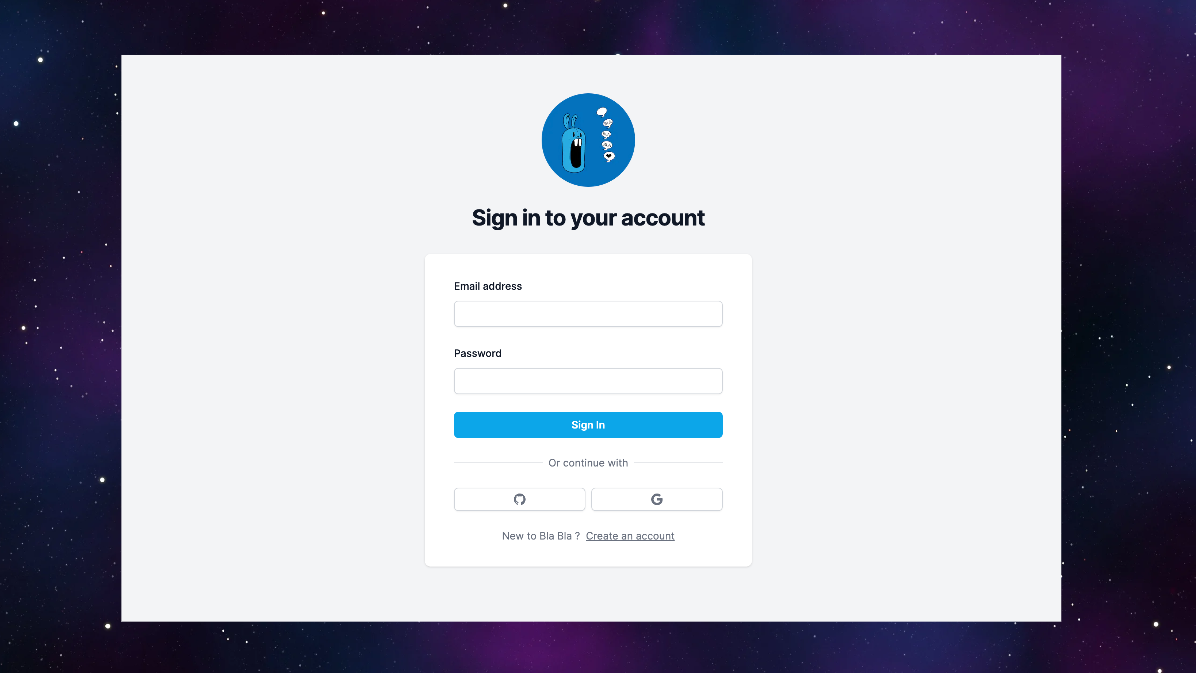 Sign in to your account
Email address
Password
Sign In
Or continue with
New to Bla Bla ? Create an account